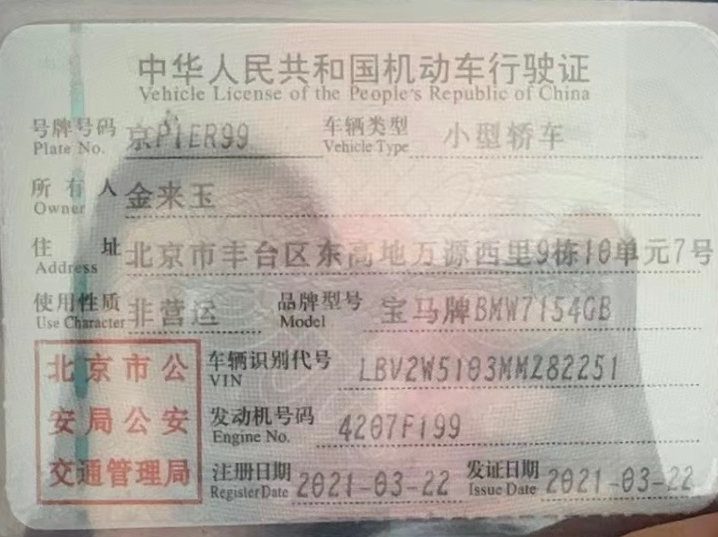 中华人民共和国机动车行驶证
Vehicle License of the People's Republic of China
号牌号码 京P1ER99 车辆类型 小型轿车
Plate No. Vehicle Type
所有人 金来玉
Owner
住址 北京市丰台区东高地万源西里9栋10单元7号
Address
使用性质 非营运 品牌型号 宝马牌BMW7154GB
Use Character Model
北京市公 车辆识别代号 LBV2W5103MMZ82251
VIN
安局公安 发动机号码 4207F199
Engine No.
交通管理局 注册日期 2021-03-22 发证日期 2021-03-22
Register Date Issue Date